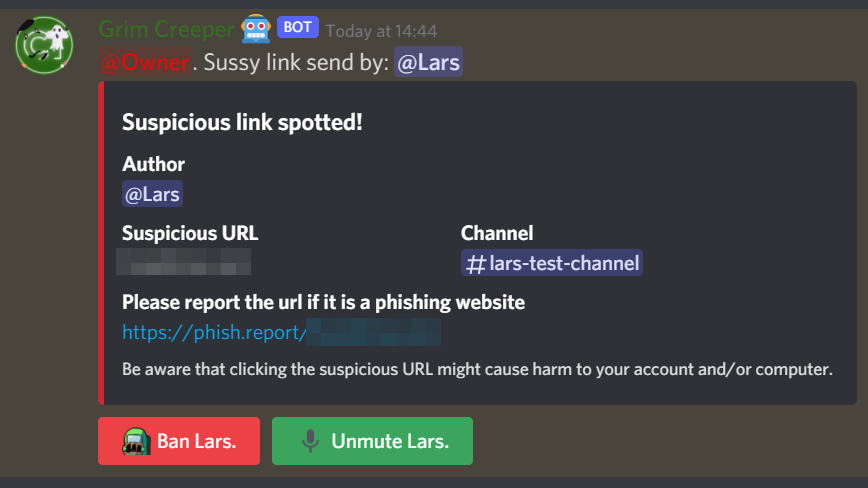 Grim Creeper BOT Today at 14:44
@Owner. Sussy link send by: @Lars
Suspicious link spotted!
Author
@Lars
Suspicious URL Channel
#lars-test-channel
Please report the url if it is a phishing website
https://phish.report/
Be aware that clicking the suspicious URL might cause harm to your account and/or computer.
Ban Lars. Unmute Lars.